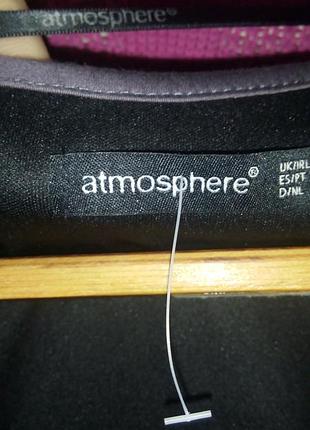 atmosphere
atmosphere®
UK/IRL
ES/PT
D/NL